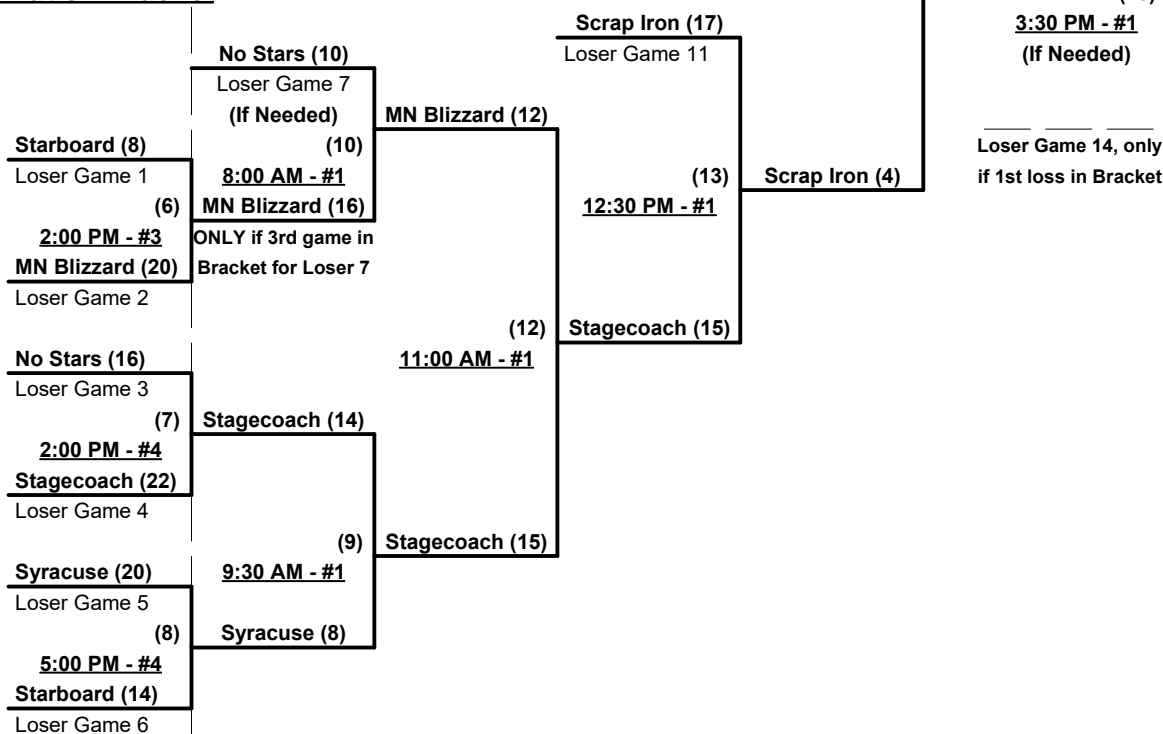 Scrap Iron (17)
3:30 PM - #1
No Stars (10)
Loser Game 11
(If Needed)
Loser Game 7
(If Needed)
MN Blizzard (12)
Starboard (8)
(10)
Loser Game 14, only
Loser Game 1
8:00 AM - #1
(13)
Scrap Iron (4)
if 1st loss in Bracket
(6)
MN Blizzard (16)
12:30 PM - #1
2:00 PM - #3
ONLY if 3rd game in
MN Blizzard (20)
Bracket for Loser 7
Loser Game 2
(12)
Stagecoach (15)
No Stars (16)
11:00 AM - #1
Loser Game 3
(7)
Stagecoach (14)
2:00 PM - #4
Stagecoach (22)
Loser Game 4
(9)
Stagecoach (15)
Syracuse (20)
9:30 AM - #1
Loser Game 5
(8)
Syracuse (8)
5:00 PM - #4
Starboard (14)
Loser Game 6